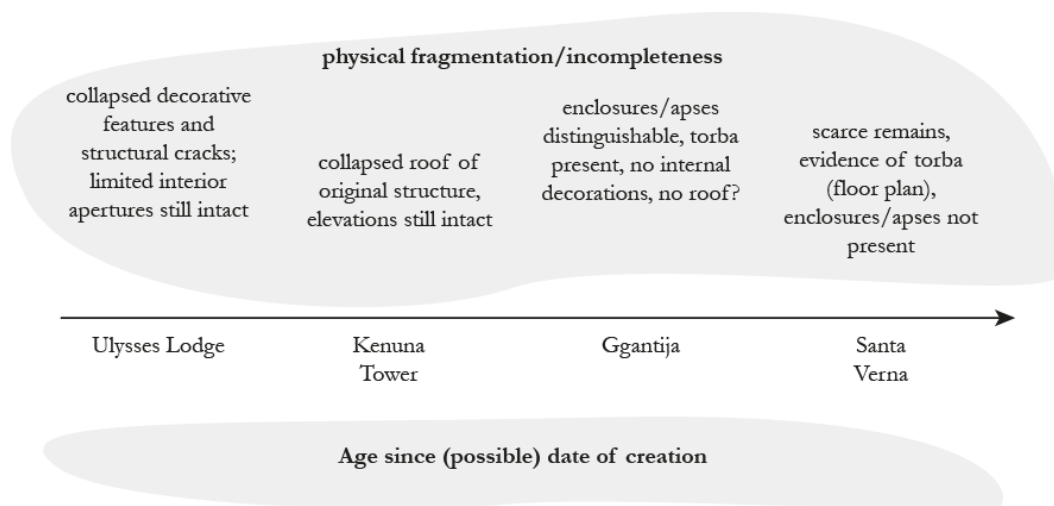 physical fragmentation/incompleteness
collapsed decorative
features and
structural cracks;
limited interior
apertures still intact
collapsed roof of
original structure,
elevations still intact
enclosures/apses
distinguishable, torba
present, no internal
decorations, no roof?
scarce remains,
evidence of torba
(floor plan),
enclosures/apses not
present
Ulysses Lodge
Kenuna
Tower
Ggantija
Santa
Verna
Age since (possible) date of creation